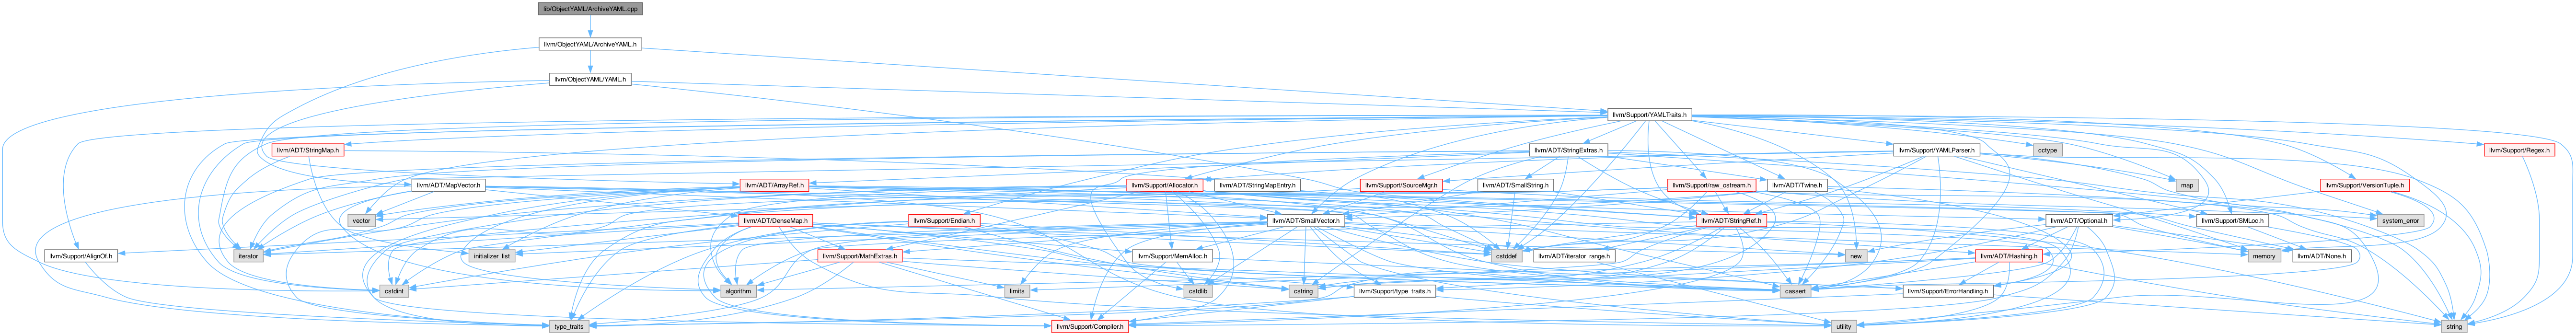 lib/ObjectYAML/ArchiveYAML.cpp
llvm/ObjectYAML/ArchiveYAML.h
llvm/ObjectYAML/YAML.h
llvm/Support/YAMLTraits.h
llvm/ADT/StringMap.h
llvm/ADT/StringExtras.h
llvm/Support/YAMLParser.h
cctype
llvm/Support/Regex.h
llvm/ADT/MapVector.h
llvm/ADT/ArrayRef.h
llvm/Support/Allocator.h
llvm/ADT/StringMapEntry.h
llvm/Support/SourceMgr.h
llvm/ADT/SmallString.h
llvm/Support/raw_ostream.h
llvm/ADT/Twine.h
map
llvm/Support/VersionTuple.h
vector
llvm/ADT/DenseMap.h
llvm/Support/Endian.h
llvm/ADT/SmallVector.h
llvm/ADT/StringRef.h
llvm/ADT/Optional.h
llvm/Support/SMLoc.h
system_error
llvm/Support/AlignOf.h
iterator
initializer_list
llvm/Support/MathExtras.h
llvm/Support/MemAlloc.h
cstddef
llvm/ADT/iterator_range.h
new
llvm/ADT/Hashing.h
memory
llvm/ADT/None.h
cstdint
algorithm
limits
cstdlib
cstring
llvm/Support/type_traits.h
cassert
llvm/Support/ErrorHandling.h
type_traits
llvm/Support/Compiler.h
utility
string